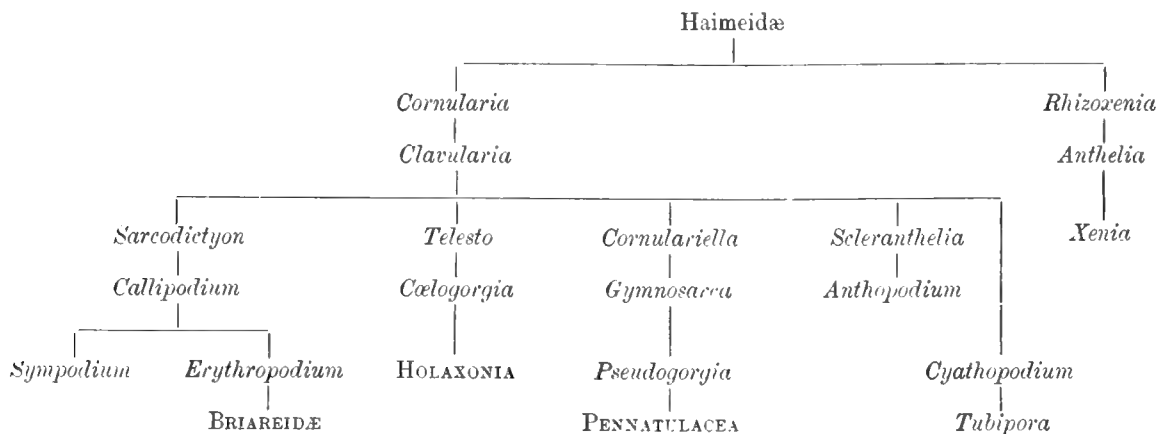 Haimeidæ
Cornularia Rhizoxenia
Clavularia Anthelia
Sarcodictyon Telesto Cornulariella Scleranthelia Xenia
Callipodium Cœlogorgia Gymnosarca Anthopodium
Sympodium Erythropodium HOLAXONIA Pseudogorgia Cyathopodium
BRIAREIDÆ PENNATULACEA Tubipora